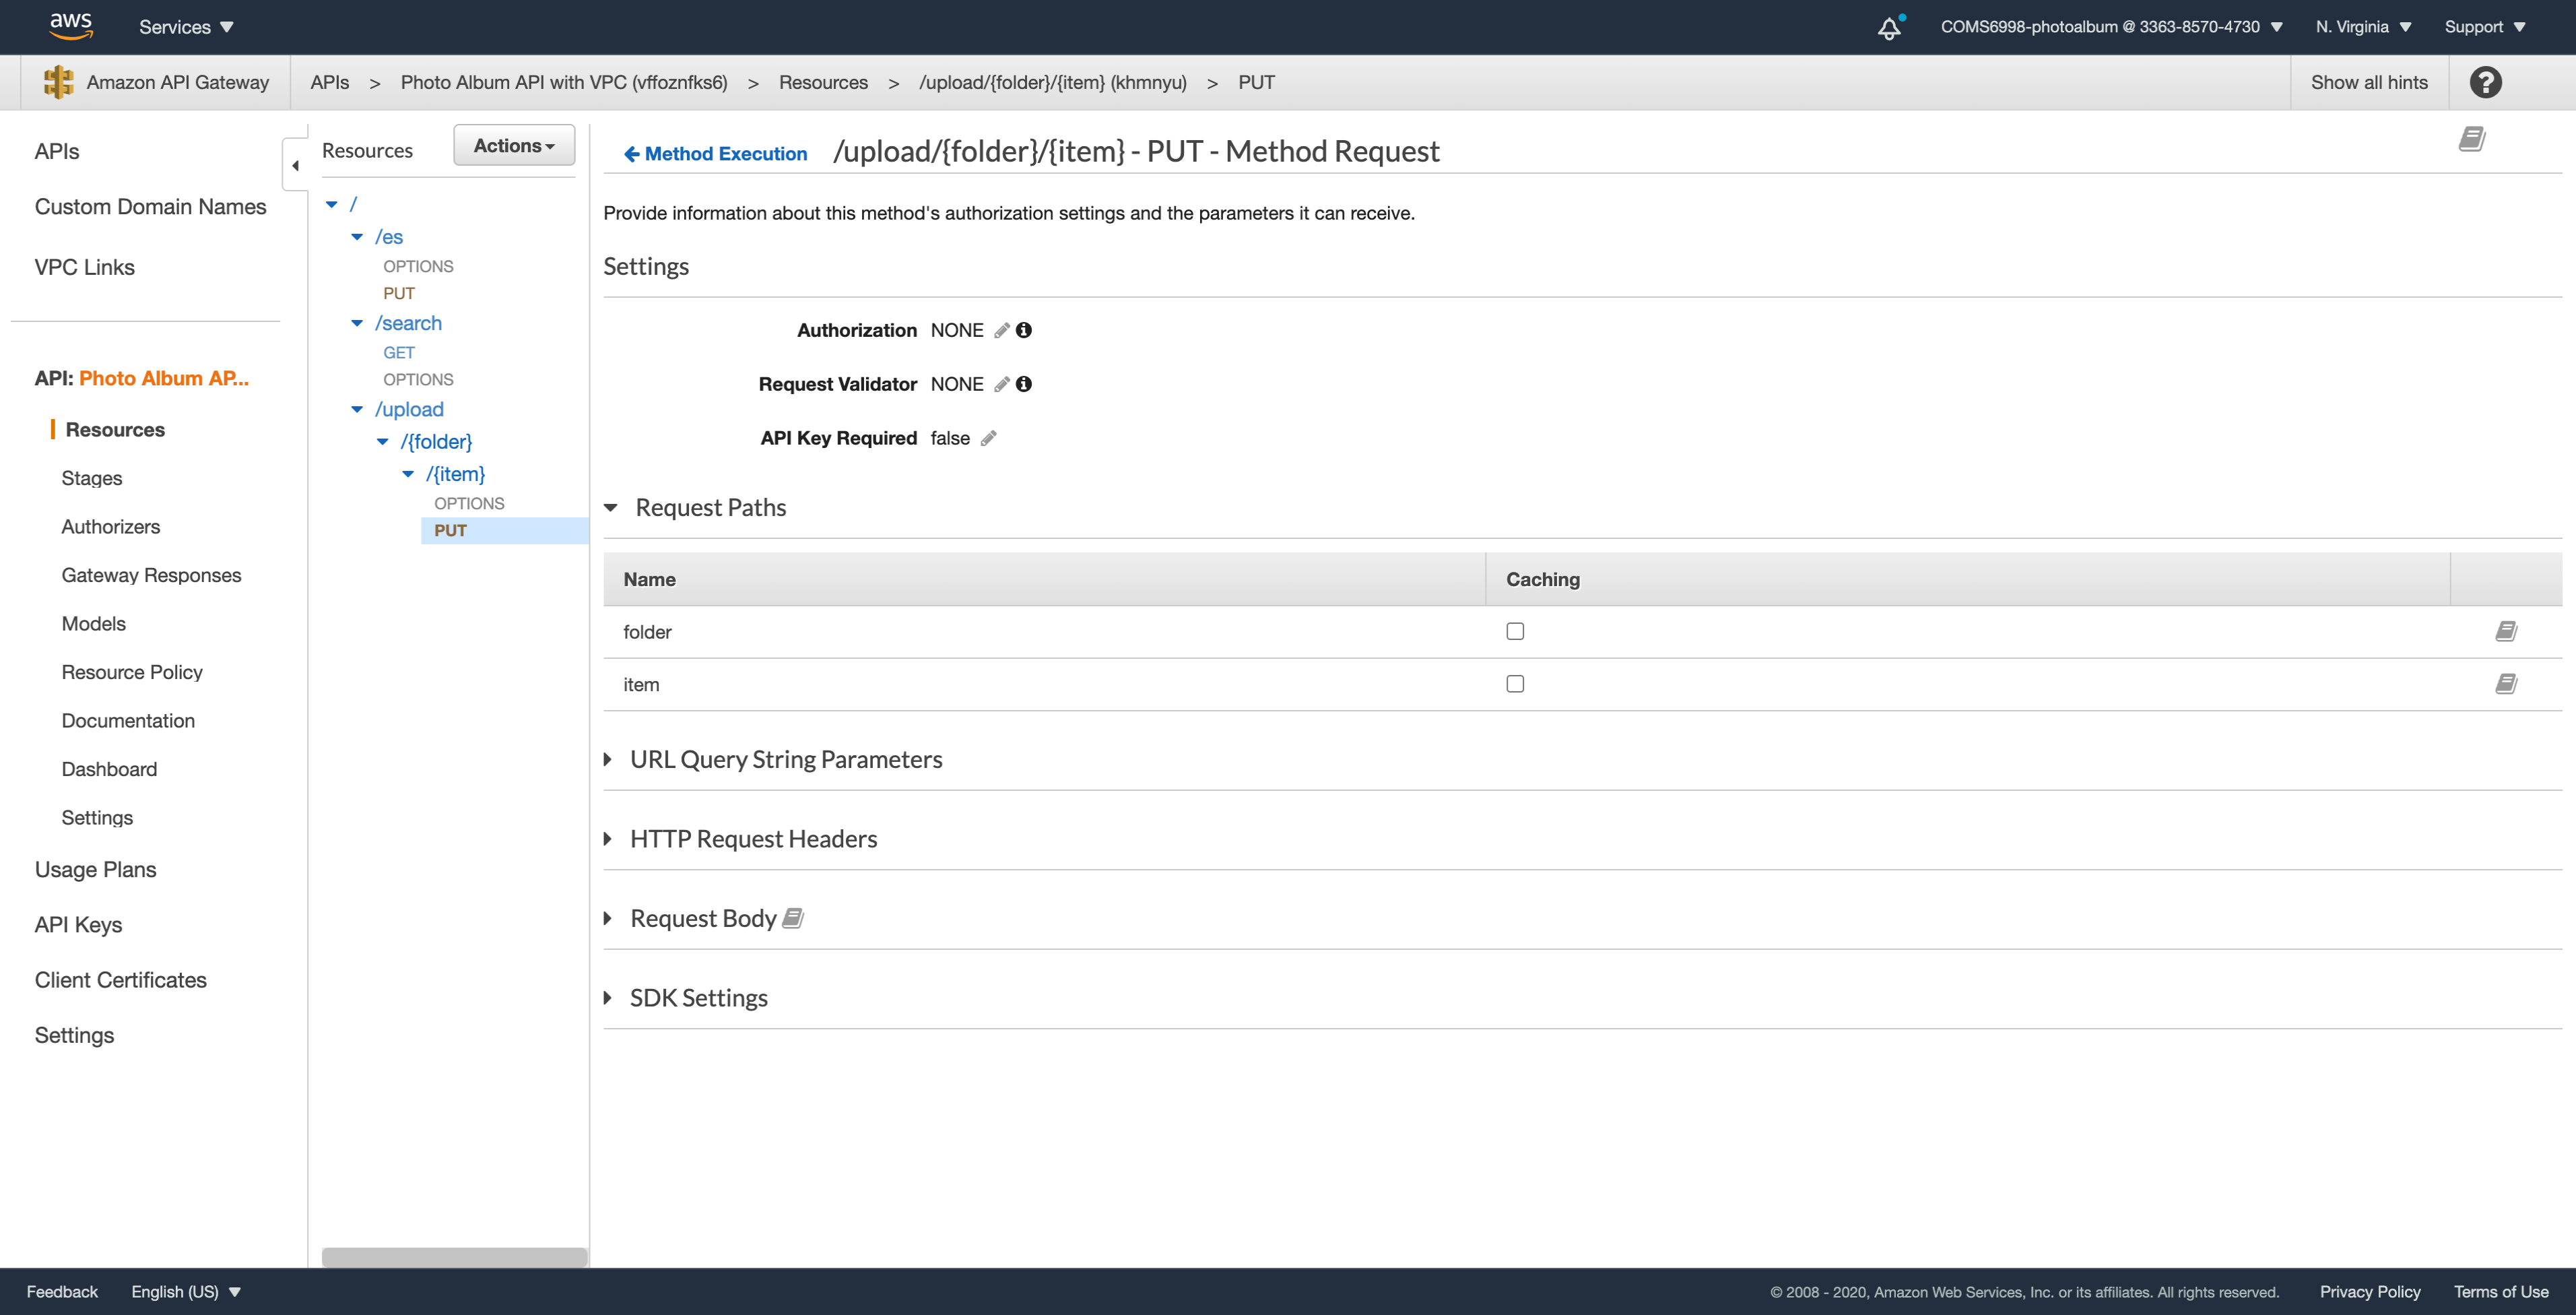 aws
Services
COMS6998-photoalbum @ 3363-8570-4730
N. Virginia
Support
Amazon API Gateway
APIs > Photo Album API with VPC (vffoznfks6) > Resources > /upload/{folder}/{item} (khmnyu) > PUT
Show all hints
APIs
Custom Domain Names
VPC Links
API: Photo Album AP...
Resources
Stages
Authorizers
Gateway Responses
Models
Resource Policy
Documentation
Dashboard
Settings
Usage Plans
API Keys
Client Certificates
Settings
Resources
Actions
/
/es
OPTIONS
PUT
/search
GET
OPTIONS
/upload
/{folder}
/{item}
OPTIONS
PUT
Method Execution
/upload/{folder}/{item} - PUT - Method Request
Provide information about this method's authorization settings and the parameters it can receive.
Settings
Authorization NONE
Request Validator NONE
API Key Required false
Request Paths
Name Caching
folder
item
URL Query String Parameters
HTTP Request Headers
Request Body
SDK Settings
Feedback
English (US)
© 2008 - 2020, Amazon Web Services, Inc. or its affiliates. All rights reserved.
Privacy Policy
Terms of Use